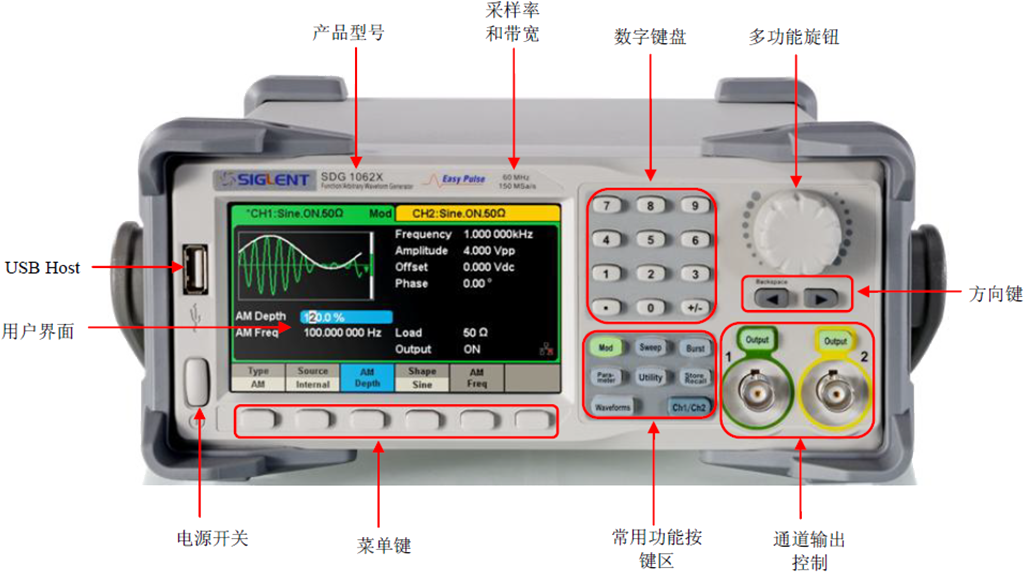 产品型号
采样率
和带宽
数字键盘
多功能旋钮
SIGLENT
SDG 1062X
Function/Arbitrary Waveform Generator
Easy Pulse
60 MHz
150 MSa/s
*CH1:Sine.ON.50Ω Mod
CH2:Sine.ON.50Ω
Frequency 1.000 000kHz
Amplitude 4.000 Vpp
Offset 0.000 Vdc
Phase 0.00 °
AM Depth 120.0 %
AM Freq 100.000 000 Hz
Load 50 Ω
Output ON
Type
AM
Source
Internal
AM
Depth
Shape
Sine
AM
Freq
7 8 9
4 5 6
1 2 3
• 0 +/-
Backspace
Mod Sweep Burst
Para-
meter
Utility
Store
Recall
Waveforms Ch1/Ch2
Output
1
Output
2
USB Host
用户界面
方向键
电源开关
菜单键
常用功能按
键区
通道输出
控制